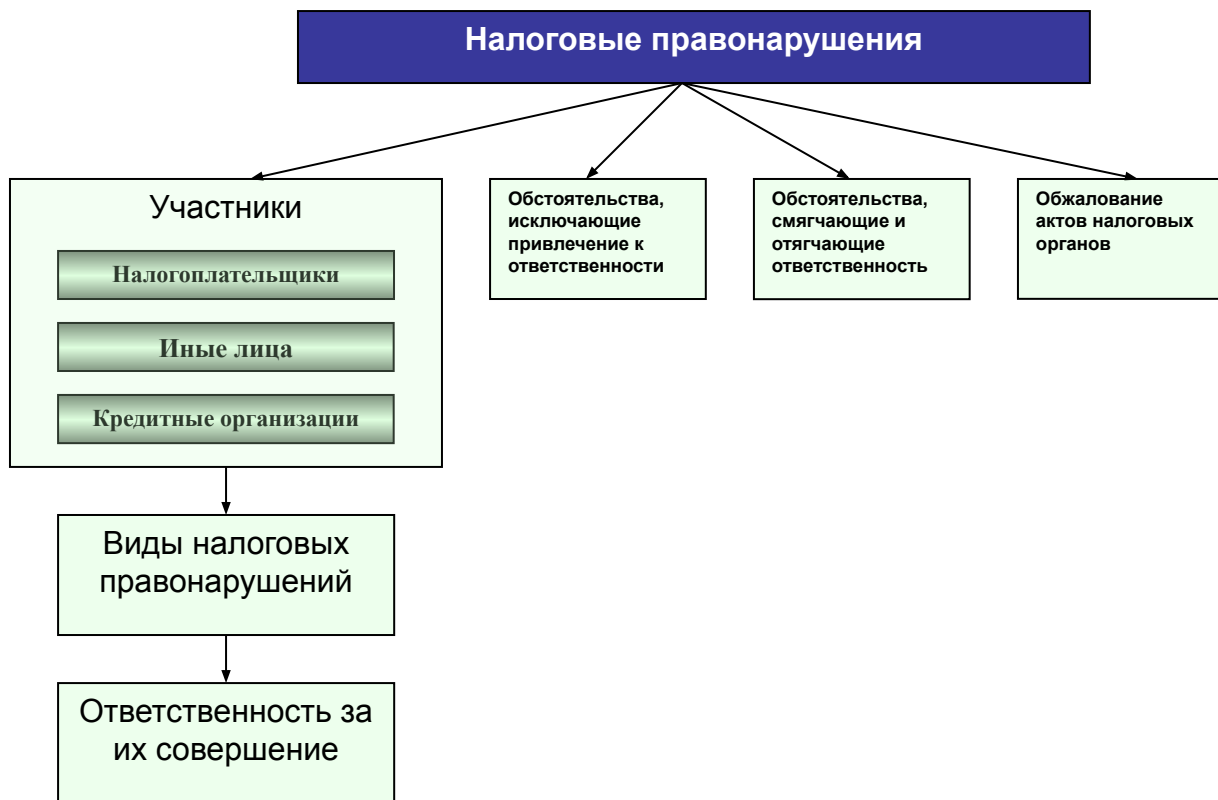 Налоговые правонарушения
Участники
Налогоплательщики
Иные лица
Кредитные организации
Обстоятельства,
исключающие
привлечение к
ответственности
Обстоятельства,
смягчающие и
отягчающие
ответственность
Обжалование
актов налоговых
органов
Виды налоговых
правонарушений
Ответственность за
их совершение